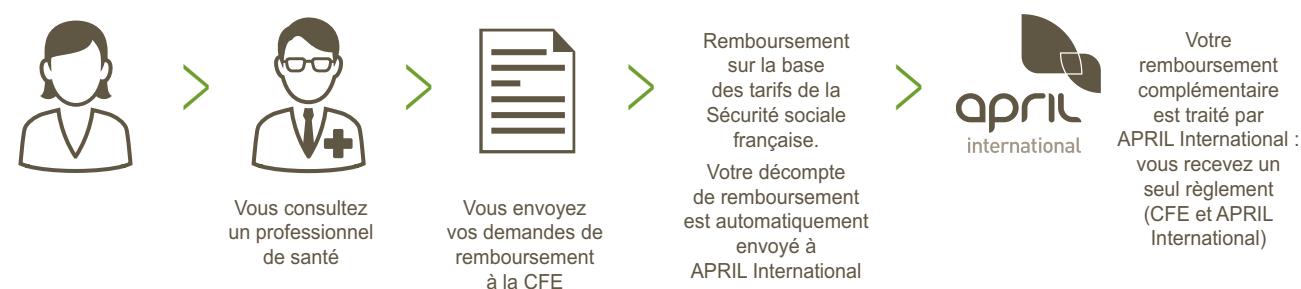 Vous consultez
un professionnel
de santé
Vous envoyez
vos demandes de
remboursement
à la CFE
Remboursement
sur la base
des tarifs de la
Sécurité sociale
française.
Votre décompte
de remboursement
est automatiquement
envoyé à
APRIL International
april
international
Votre
remboursement
complémentaire
est traité par
APRIL International :
vous recevez un
seul règlement
(CFE et APRIL
International)